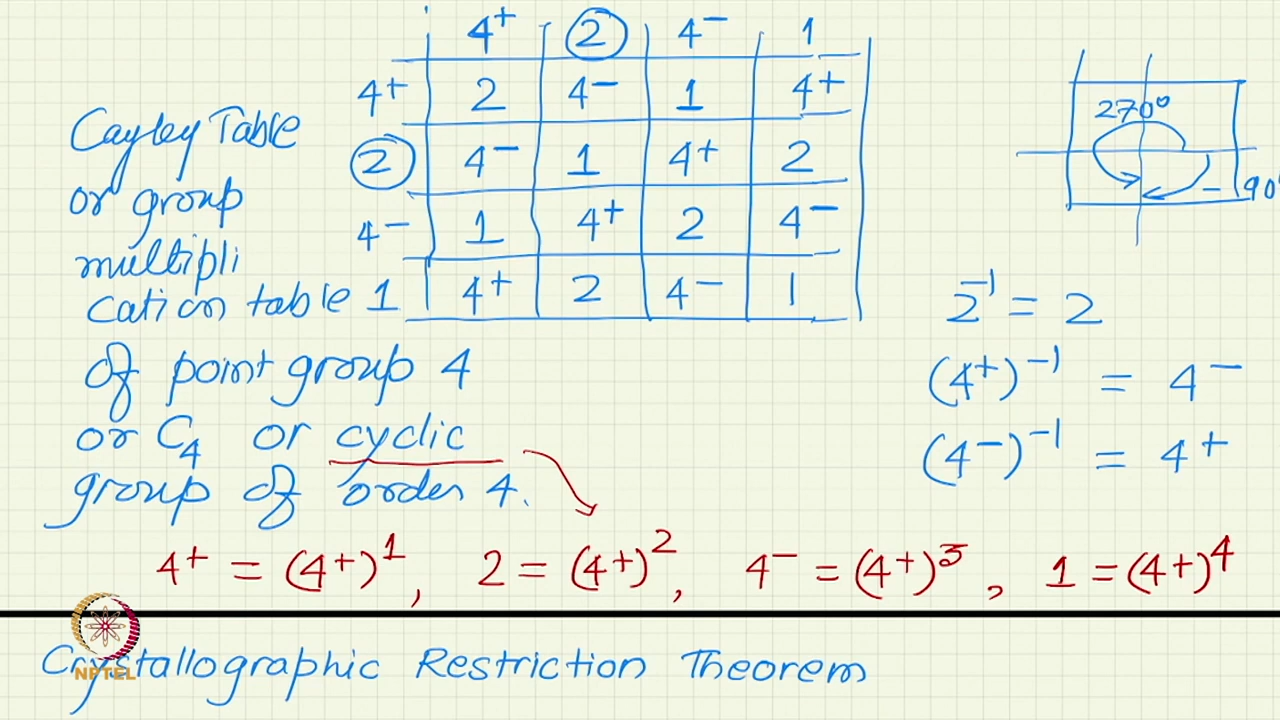 4⁺ ② 4⁻ 1
4⁺ 2 4⁻ 1 4⁺
② 4⁻ 1 4⁺ 2
4⁻ 1 4⁺ 2 4⁻
1 4⁺ 2 4⁻ 1
Cayley Table
or group
multipli
cation table
of point group 4
or C₄ or cyclic
group of order 4.
270°
- 90°
2⁻¹ = 2
(4⁺)⁻¹ = 4⁻
(4⁻)⁻¹ = 4⁺
4⁺ = (4⁺)¹, 2 = (4⁺)², 4⁻ = (4⁺)³, 1 = (4⁺)⁴
Crystallographic Restriction Theorem
NPTEL